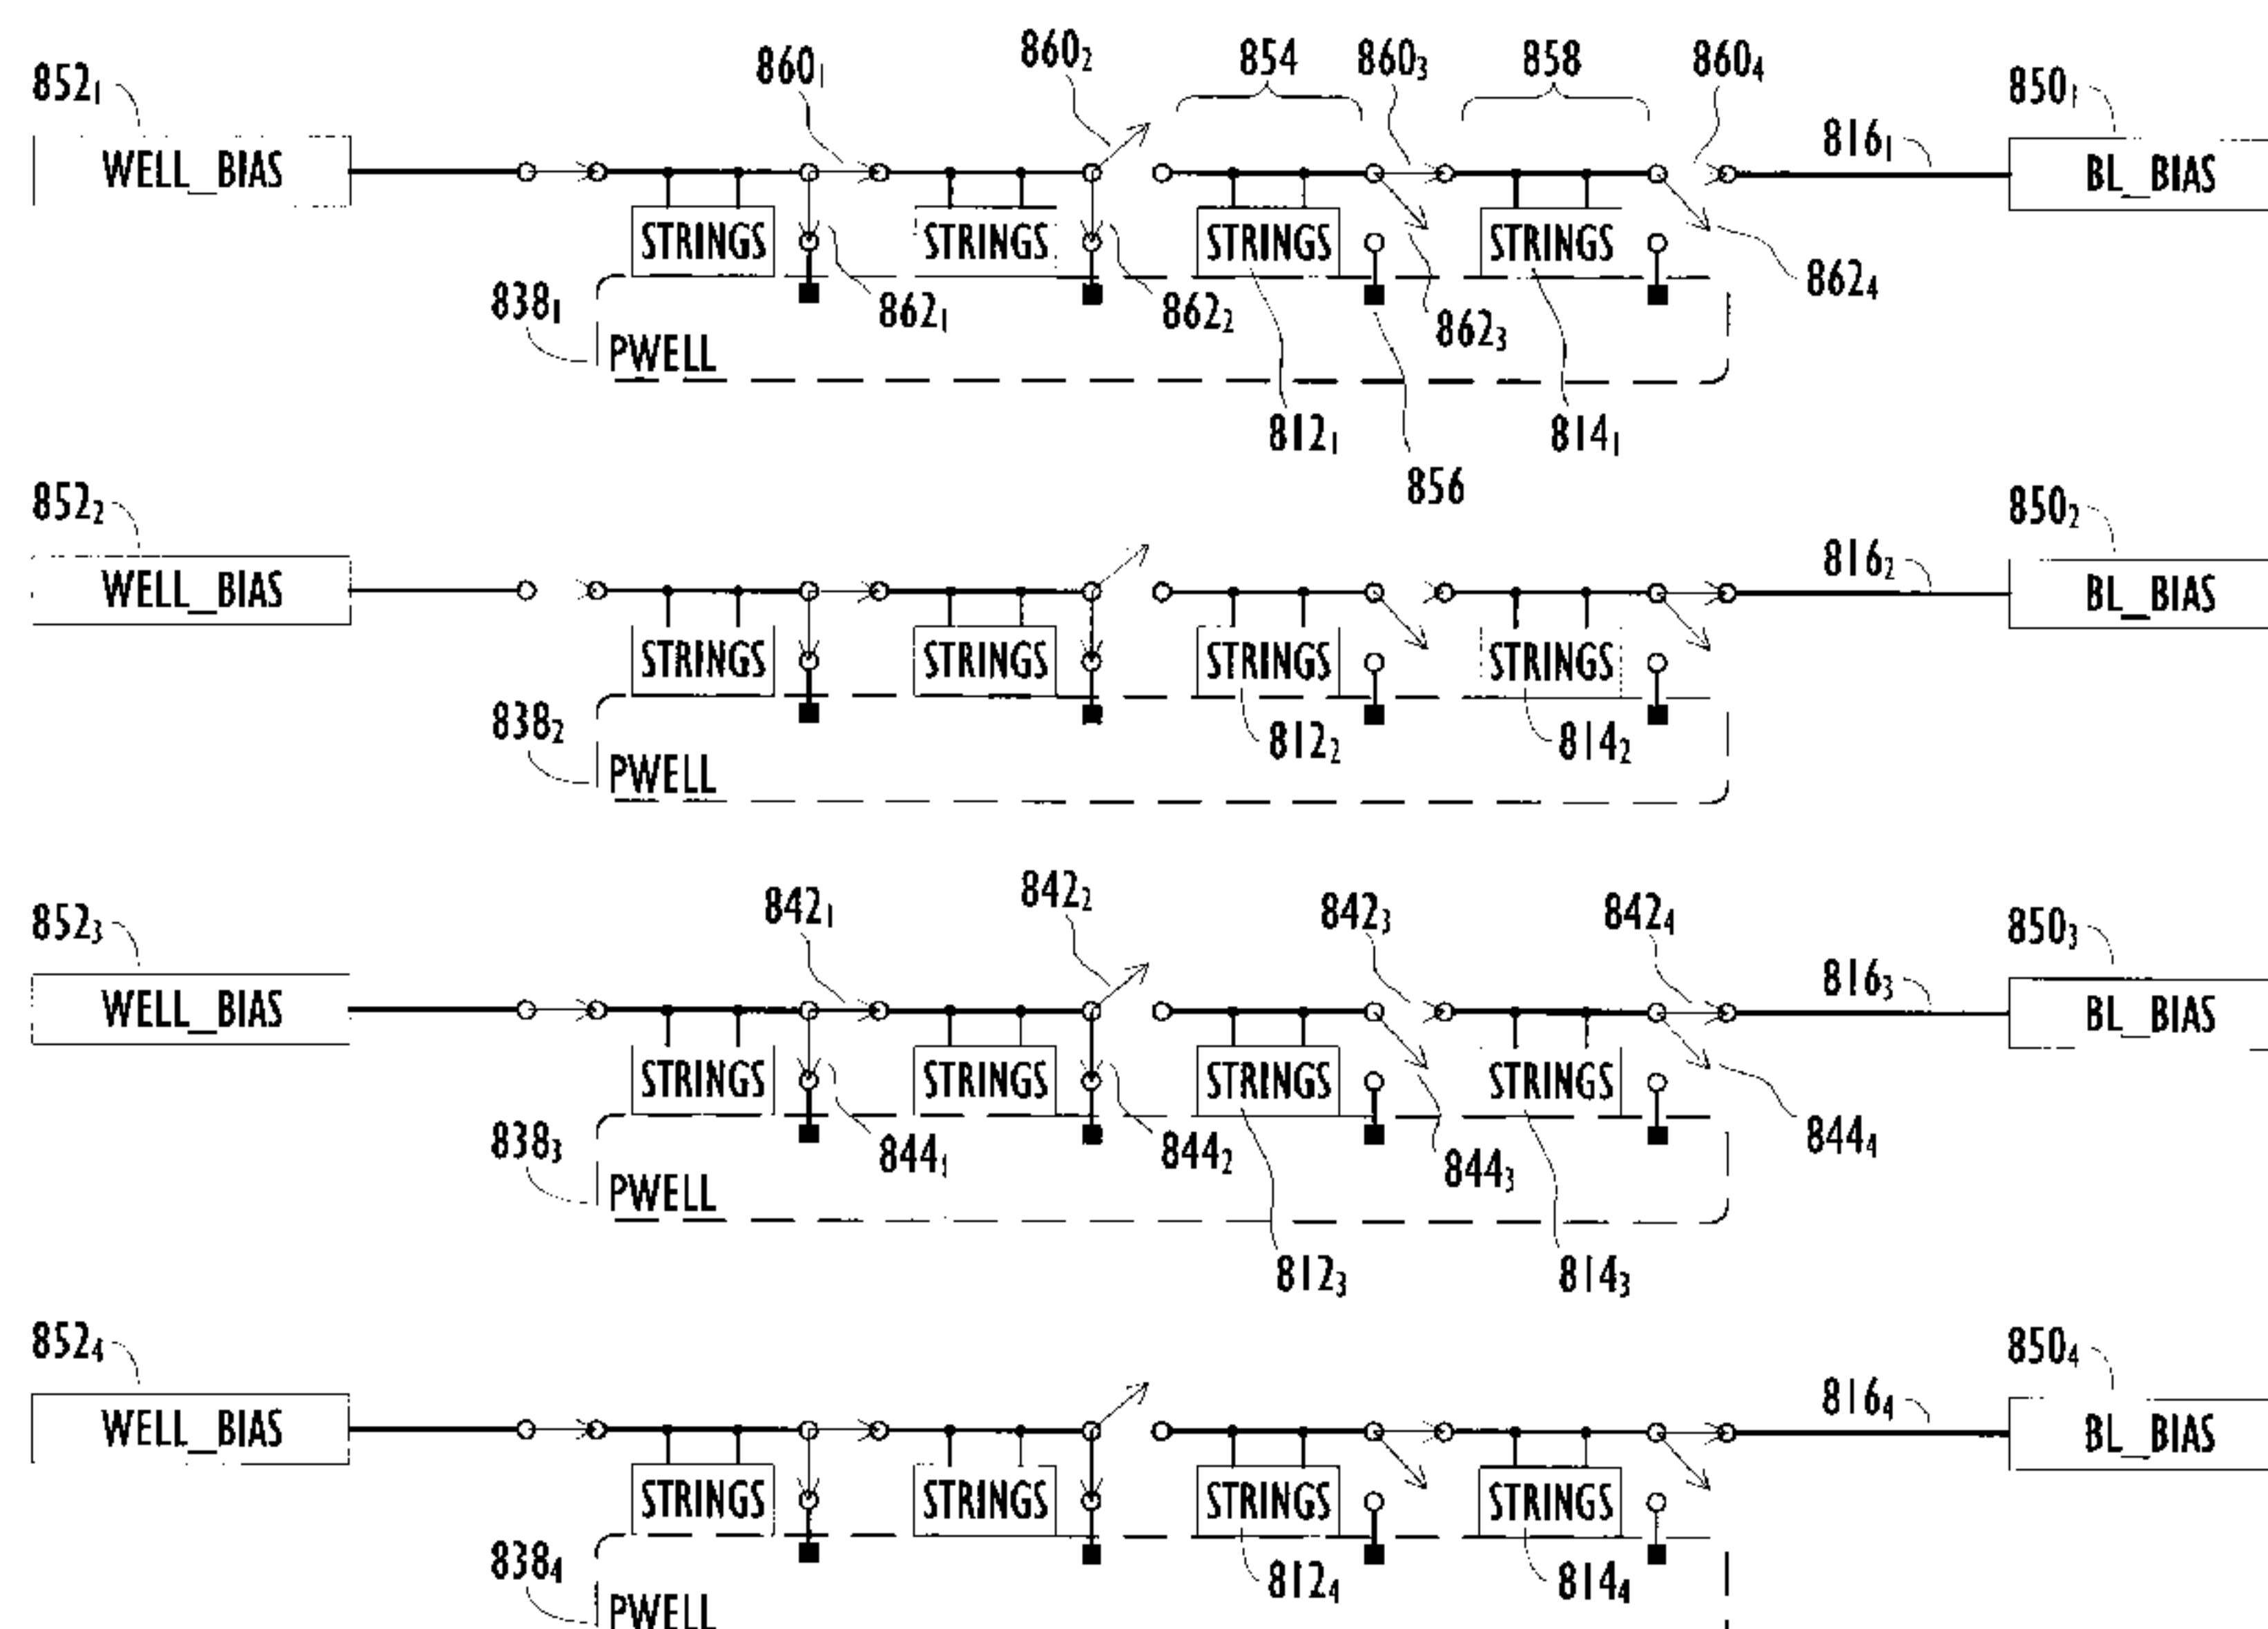 852₁ 860₁ 860₂ 854 860₃ 858 860₄ 816₁ 850₁
WELL_BIAS BL_BIAS
STRINGS STRINGS STRINGS STRINGS
838₁ 862₁ 862₂ 862₃ 862₄
PWELL
812₁ 856 814₁
852₂ 816₂ 850₂
WELL_BIAS BL_BIAS
STRINGS STRINGS STRINGS STRINGS
838₂ 812₂ 814₂
PWELL
852₃ 842₁ 842₂ 842₃ 842₄ 816₃ 850₃
WELL_BIAS BL_BIAS
STRINGS STRINGS STRINGS STRINGS
838₃ 844₁ 844₂ 844₃ 844₄
PWELL
812₃ 814₃
852₄ 816₄ 850₄
WELL_BIAS BL_BIAS
STRINGS STRINGS STRINGS STRINGS
838₄ 812₄ 814₄
PWELL